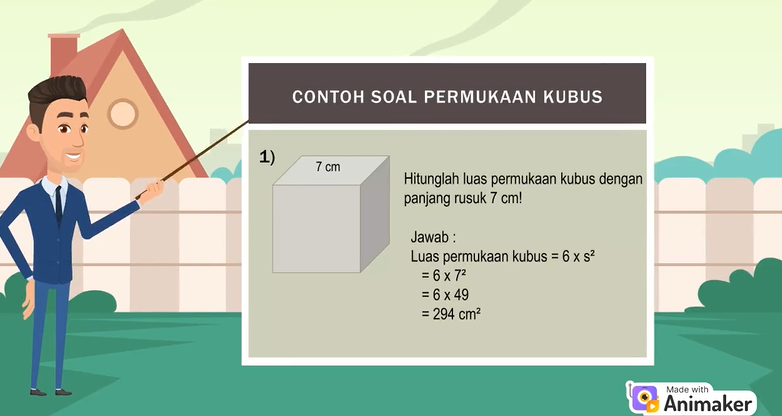 CONTOH SOAL PERMUKAAN KUBUS
1)
7 cm
Hitunglah luas permukaan kubus dengan
panjang rusuk 7 cm!
Jawab :
Luas permukaan kubus = 6 x s²
= 6 x 7²
= 6 x 49
= 294 cm²
Made with
Animaker